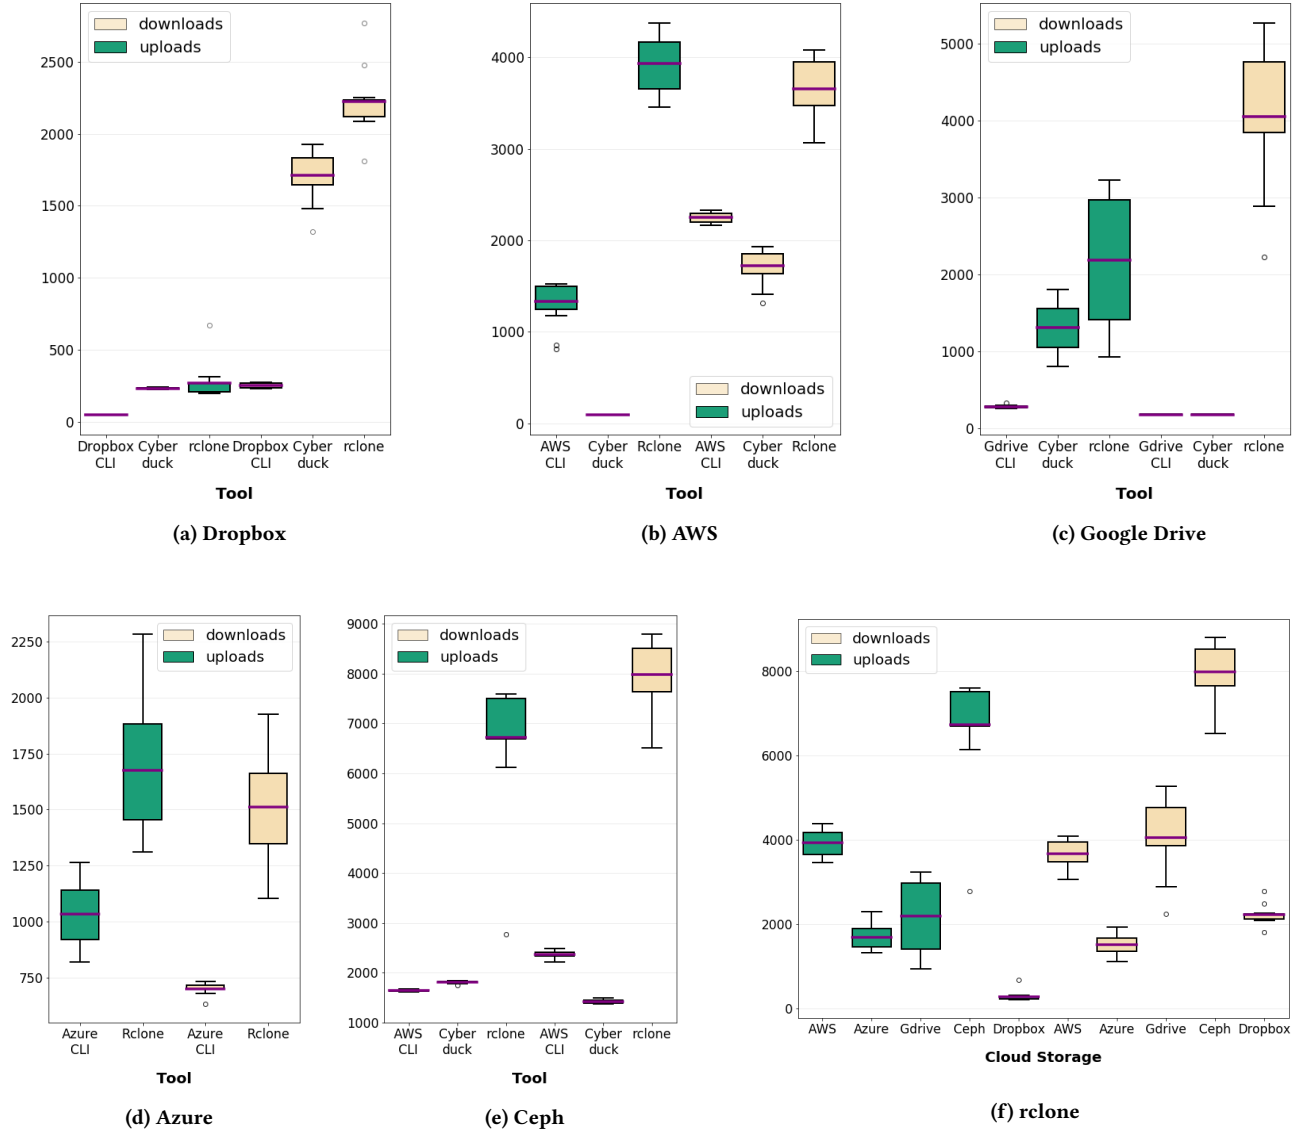 downloads
uploads
2500
2000
1500
1000
500
0
Dropbox CLI
Cyber duck
rclone
Dropbox CLI
Cyber duck
rclone
Tool
(a) Dropbox
downloads
uploads
4000
3000
2000
1000
0
AWS CLI
Cyber duck
Rclone
AWS CLI
Cyber duck
Rclone
Tool
(b) AWS
downloads
uploads
5000
4000
3000
2000
1000
0
Gdrive CLI
Cyber duck
rclone
Gdrive CLI
Cyber duck
rclone
Tool
(c) Google Drive
downloads
uploads
2250
2000
1750
1500
1250
1000
750
Azure CLI
Rclone
Azure CLI
Rclone
Tool
(d) Azure
downloads
uploads
9000
8000
7000
6000
5000
4000
3000
2000
1000
AWS CLI
Cyber duck
rclone
AWS CLI
Cyber duck
rclone
Tool
(e) Ceph
downloads
uploads
8000
6000
4000
2000
0
AWS
Azure
Gdrive
Ceph
Dropbox
AWS
Azure
Gdrive
Ceph
Dropbox
Cloud Storage
(f) rclone